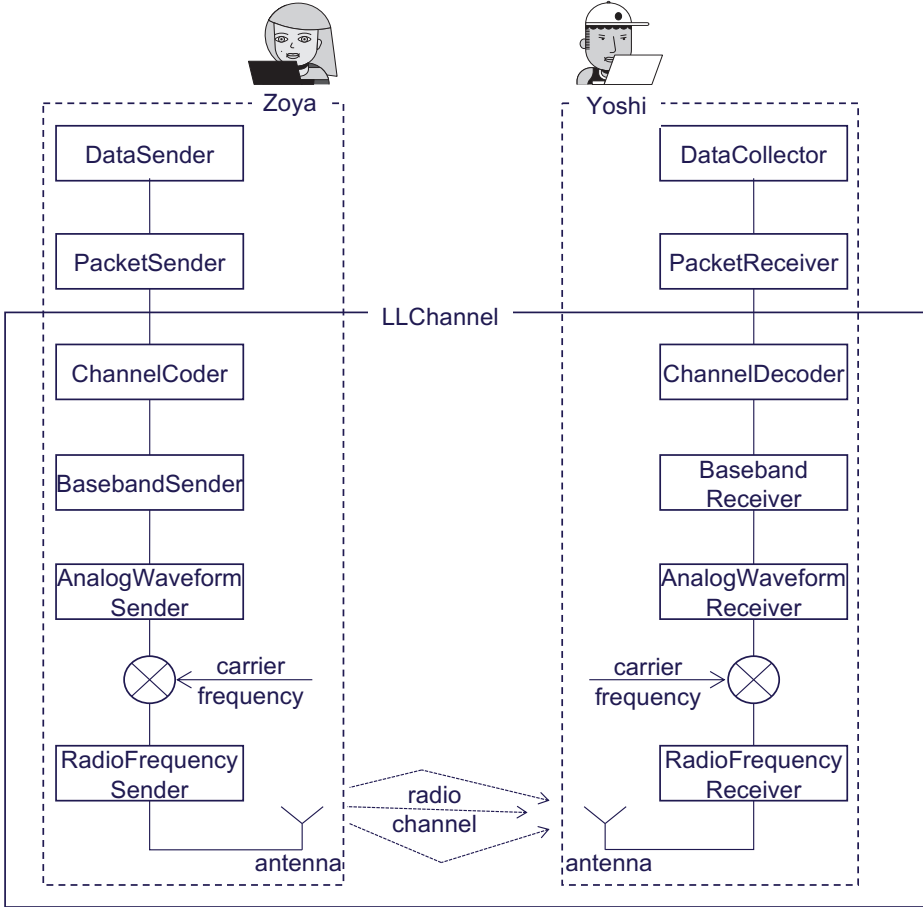 Zoya
DataSender
PacketSender
LLChannel
ChannelCoder
BasebandSender
AnalogWaveform
Sender
carrier
frequency
RadioFrequency
Sender
antenna
radio
channel
Yoshi
DataCollector
PacketReceiver
ChannelDecoder
Baseband
Receiver
AnalogWaveform
Receiver
carrier
frequency
RadioFrequency
Receiver
antenna